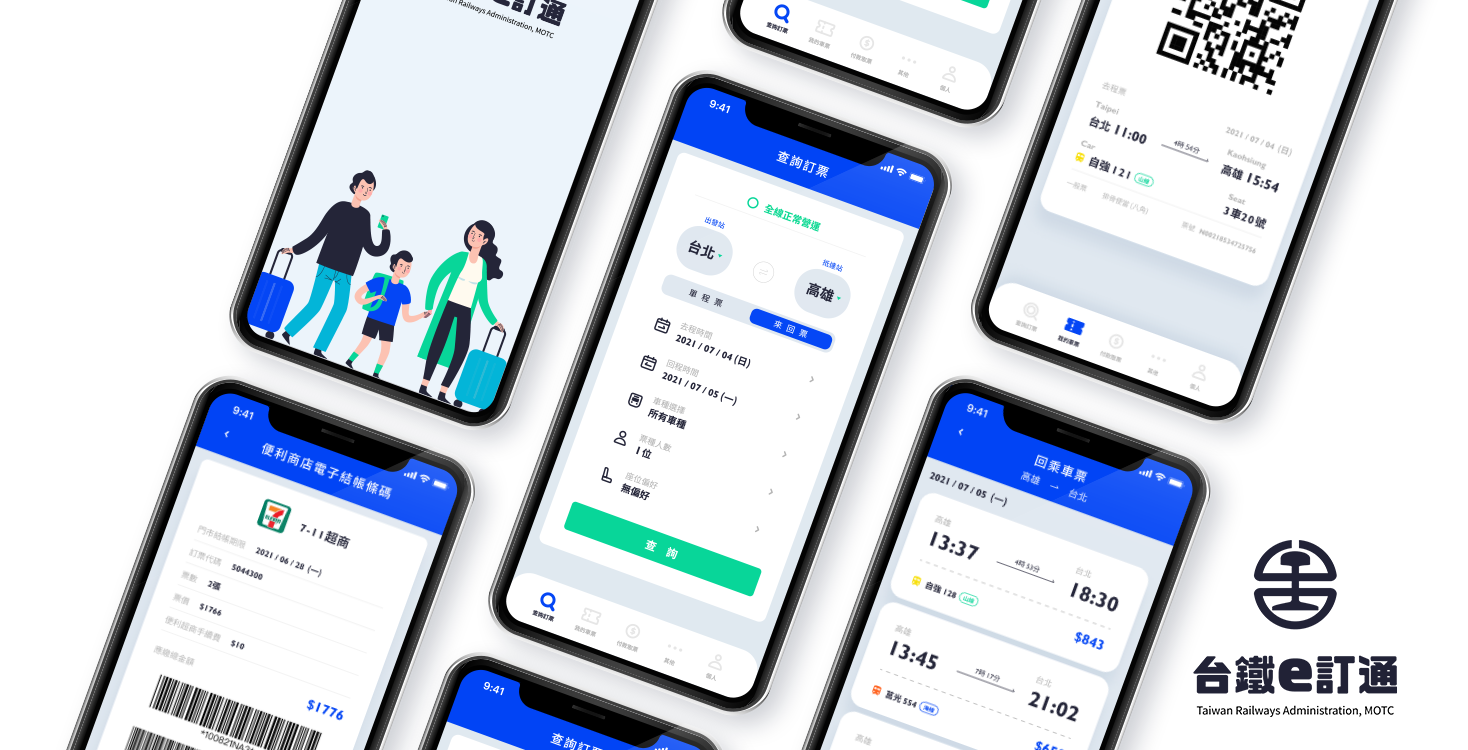 訂通
Railways Administration, MOTC
查詢訂票
我的車票
付款取票
其他
個人
去程票
Taipei
台北 11:00
4時 54分
2021 / 07 / 04 (日)
Kaohsiung
高雄 15:54
Car
自強 121
山線
Seat
3車20號
一般票
票號
查詢訂票
我的車票
付款取票
其他
個人
9:41
查詢訂票
全線正常營運
出發站
台北
抵達站
高雄
單程票
來回票
去程時間
2021 / 07 / 04 (日)
回程時間
2021 / 07 / 05 (一)
車種選擇
所有車種
票種人數
1 位
座位偏好
無偏好
查詢
查詢訂票
我的車票
付款取票
其他
個人
9:41
便利商店電子結帳條碼
7-11超商
門市結帳期限
2021 / 06 / 28 (一)
訂票代碼
5044300
票數
2張
票價
$1766
便利超商手續費
$10
應繳總金額
$1776
9:41
查詢訂票
9:41
回乘車票
高雄 → 台北
2021 / 07 / 05 (一)
高雄
13:37
4時 53分
台北
18:30
自強 128
山線
$843
高雄
13:45
7時 17分
台北
21:02
莒光 554
海線
高雄
台鐵e訂通
Taiwan Railways Administration, MOTC